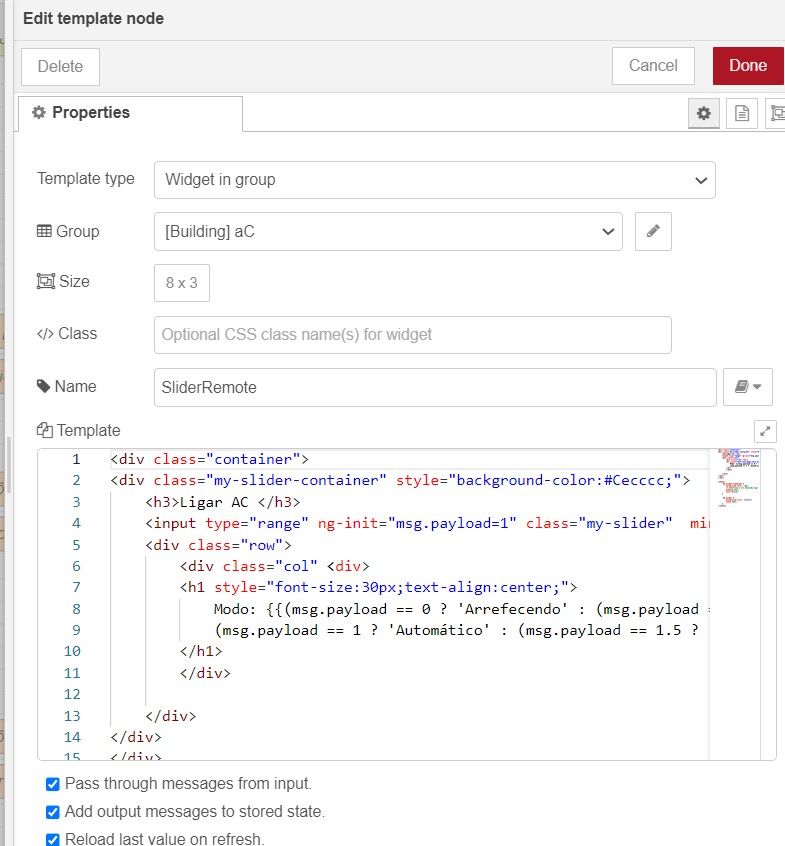 Edit template node
Delete
Cancel
Done
Properties
Template type
Widget in group
Group
[Building] aC
Size
8 x 3
Class
Optional CSS class name(s) for widget
Name
SliderRemote
Template
1 <div class="container">
2 <div class="my-slider-container" style="background-color:#Cecccc;">
3 <h3>Ligar AC </h3>
4 <input type="range" ng-init="msg.payload=1" class="my-slider" mi
5 <div class="row">
6 <div class="col" <div>
7 <h1 style="font-size:30px;text-align:center;">
8 Modo: {{(msg.payload == 0 ? 'Arrefecendo' : (msg.payload
9 (msg.payload == 1 ? 'Automático' : (msg.payload == 1.5 ?
10 </h1>
11 </div>
12
13 </div>
14 </div>
15 </div>
Pass through messages from input.
Add output messages to stored state.
Reload last value on refresh.